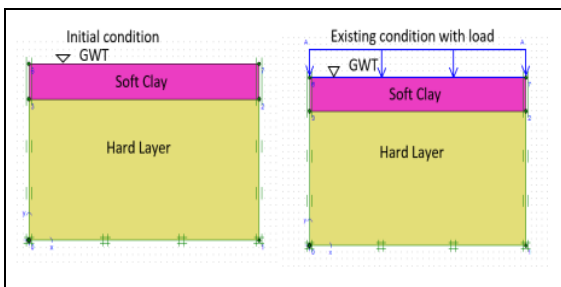 Initial condition
GWT
Soft Clay
Hard Layer
Existing condition with load
A A
GWT
Soft Clay
Hard Layer